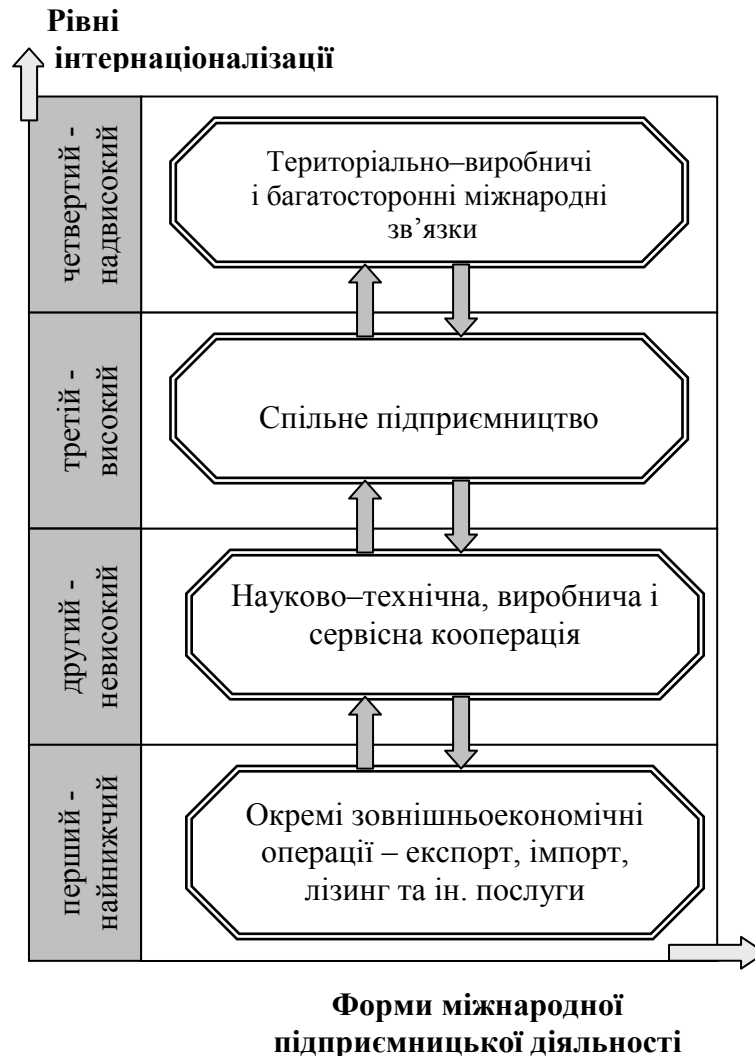 Рівні
інтернаціоналізації
четвертий -
надвисокий
Територіально–виробничі
і багатосторонні міжнародні
зв’язки
третій -
високий
Спільне підприємництво
другий -
невисокий
Науково–технічна, виробнича і
сервісна кооперація
перший -
найнижчий
Окремі зовнішньоекономічні
операції – експорт, імпорт,
лізинг та ін. послуги
Форми міжнародної
підприємницької діяльності